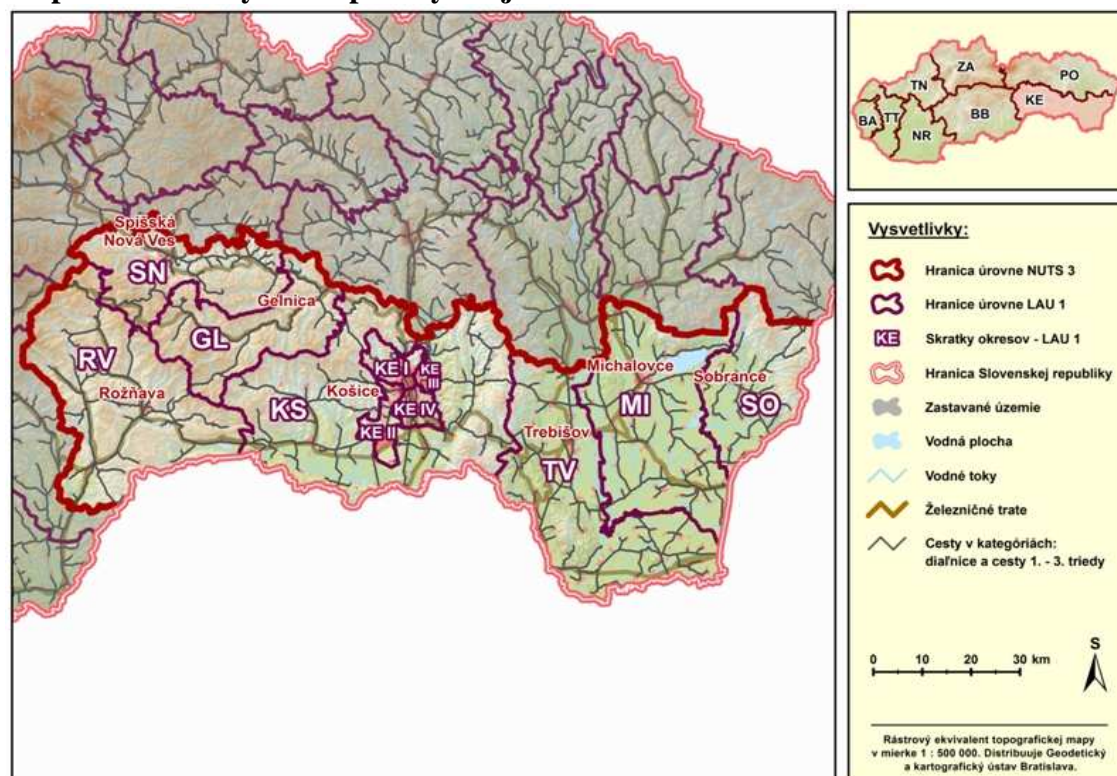 Spišská
Nová Ves
SN
Gelnica
GL
RV
Rožňava
KS
Košice
KE I
KE
III
KE IV
KE II
Michalovce
Sobrance
MI
SO
Trebišov
TV
ZA
PO
TN
KE
BA
TT
BB
NR
Vysvetlivky:
Hranica úrovne NUTS 3
Hranice úrovne LAU 1
KE
Skratky okresov - LAU 1
Hranica Slovenskej republiky
Zastavané územie
Vodná plocha
Vodné toky
Železničné trate
Cesty v kategóriách:
diaľnice a cesty 1. - 3. triedy
S
0 10 20 30 km
Rástrový ekvivalent topografickej mapy
v mierke 1 : 500 000. Distribuuje Geodetický
a kartografický ústav Bratislava.